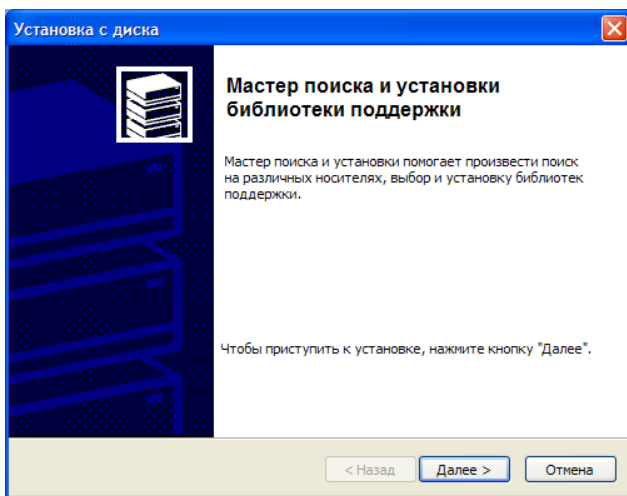 Установка с диска
Мастер поиска и установки
библиотеки поддержки
Мастер поиска и установки помогает произвести поиск
на различных носителях, выбор и установку библиотек
поддержки.
Чтобы приступить к установке, нажмите кнопку "Далее".
< Назад Далее > Отмена